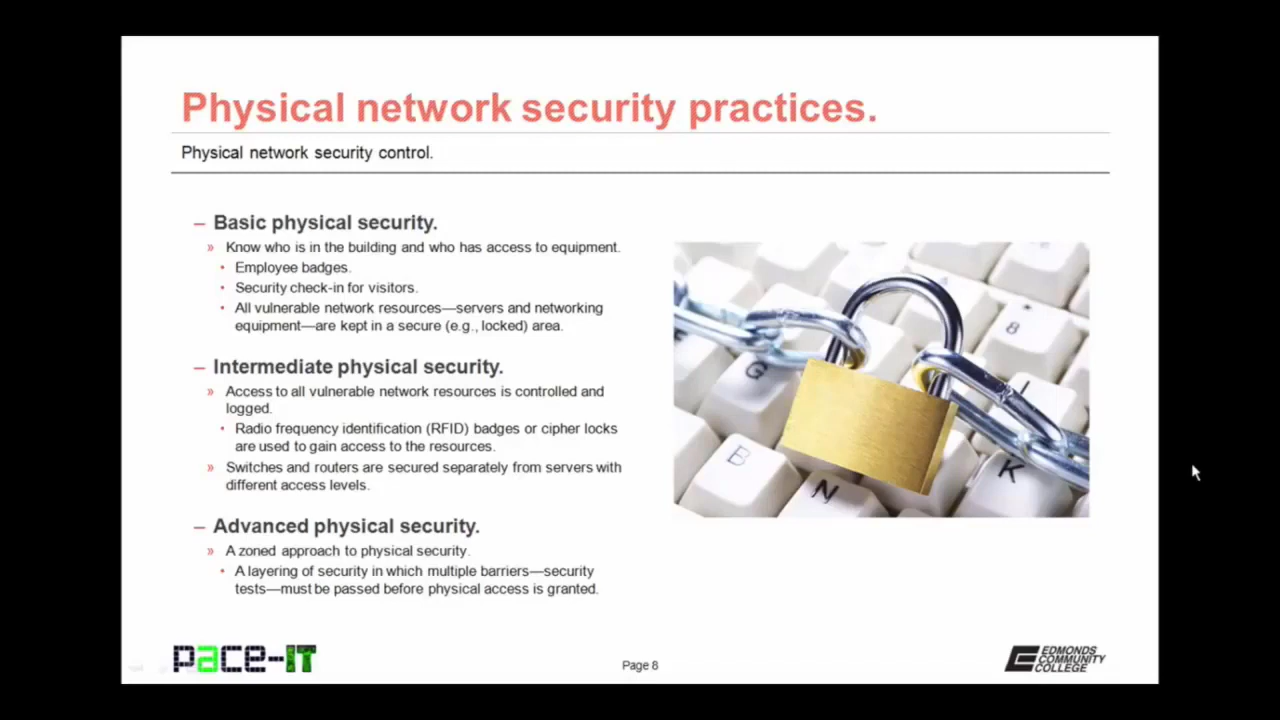 Physical network security practices.
Physical network security control.
– Basic physical security.
» Know who is in the building and who has access to equipment.
• Employee badges.
• Security check-in for visitors.
• All vulnerable network resources—servers and networking
equipment—are kept in a secure (e.g., locked) area.
– Intermediate physical security.
» Access to all vulnerable network resources is controlled and
logged.
• Radio frequency identification (RFID) badges or cipher locks
are used to gain access to the resources.
» Switches and routers are secured separately from servers with
different access levels.
– Advanced physical security.
» A zoned approach to physical security.
• A layering of security in which multiple barriers—security
tests—must be passed before physical access is granted.
8
G
B
N
K
pace-IT
Page 8
EDMONDS
COMMUNITY
COLLEGE